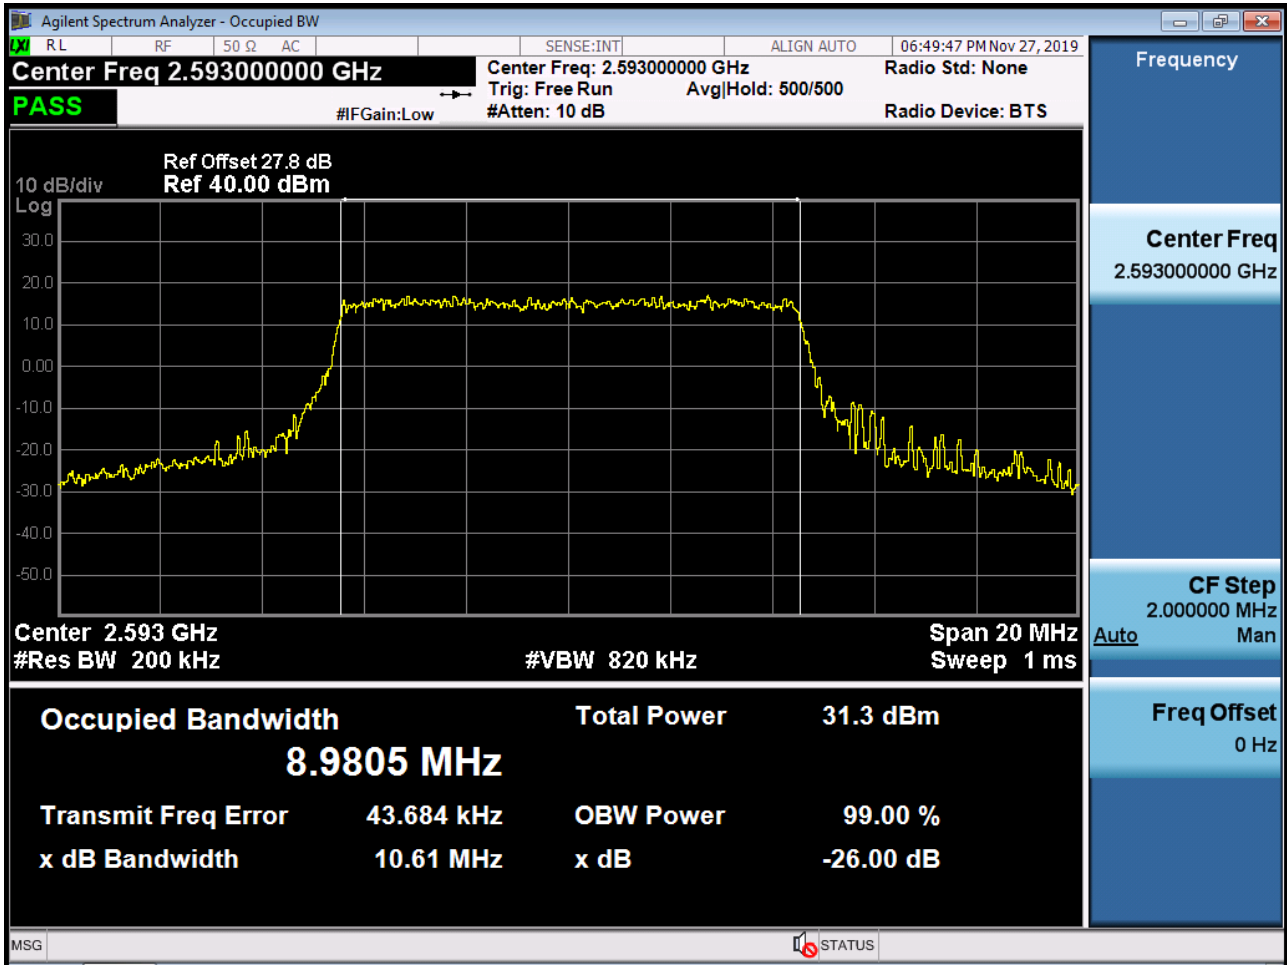 Agilent Spectrum Analyzer - Occupied BW
LXI RL RF 50 Ω AC SENSE:INT ALIGN AUTO 06:49:47 PM Nov 27, 2019
Center Freq 2.593000000 GHz
Center Freq: 2.593000000 GHz Radio Std: None
Trig: Free Run Avg|Hold: 500/500
PASS
#IFGain:Low #Atten: 10 dB Radio Device: BTS
Ref Offset 27.8 dB
10 dB/div Ref 40.00 dBm
Log
30.0
20.0
10.0
0.00
-10.0
-20.0
-30.0
-40.0
-50.0
Center 2.593 GHz Span 20 MHz
#Res BW 200 kHz #VBW 820 kHz Sweep 1 ms
Occupied Bandwidth Total Power 31.3 dBm
8.9805 MHz
Transmit Freq Error 43.684 kHz OBW Power 99.00 %
x dB Bandwidth 10.61 MHz x dB -26.00 dB
MSG STATUS
Frequency
Center Freq
2.593000000 GHz
CF Step
2.000000 MHz
Auto Man
Freq Offset
0 Hz